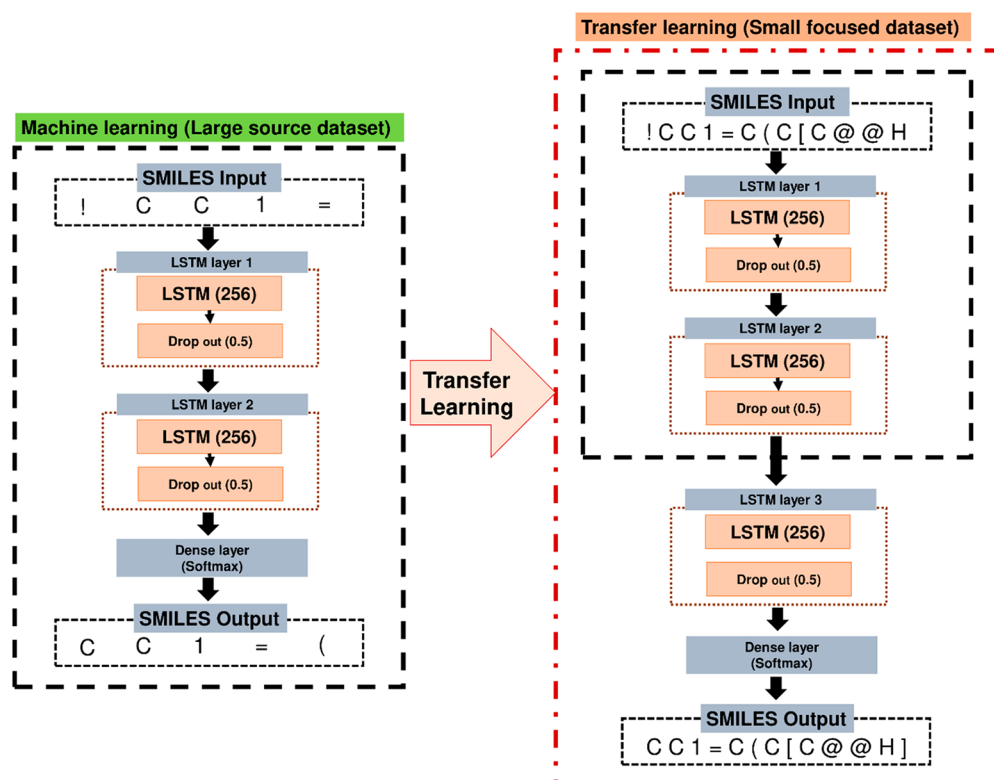 Machine learning (Large source dataset)
SMILES Input
! C C 1 =
LSTM layer 1
LSTM (256)
Drop out (0.5)
LSTM layer 2
LSTM (256)
Drop out (0.5)
Dense layer
(Softmax)
SMILES Output
C C 1 = (
Transfer
Learning
Transfer learning (Small focused dataset)
SMILES Input
! C C 1 = C ( C [ C @ @ H
LSTM layer 1
LSTM (256)
Drop out (0.5)
LSTM layer 2
LSTM (256)
Drop out (0.5)
LSTM layer 3
LSTM (256)
Drop out (0.5)
Dense layer
(Softmax)
SMILES Output
C C 1 = C ( C [ C @ @ H ]